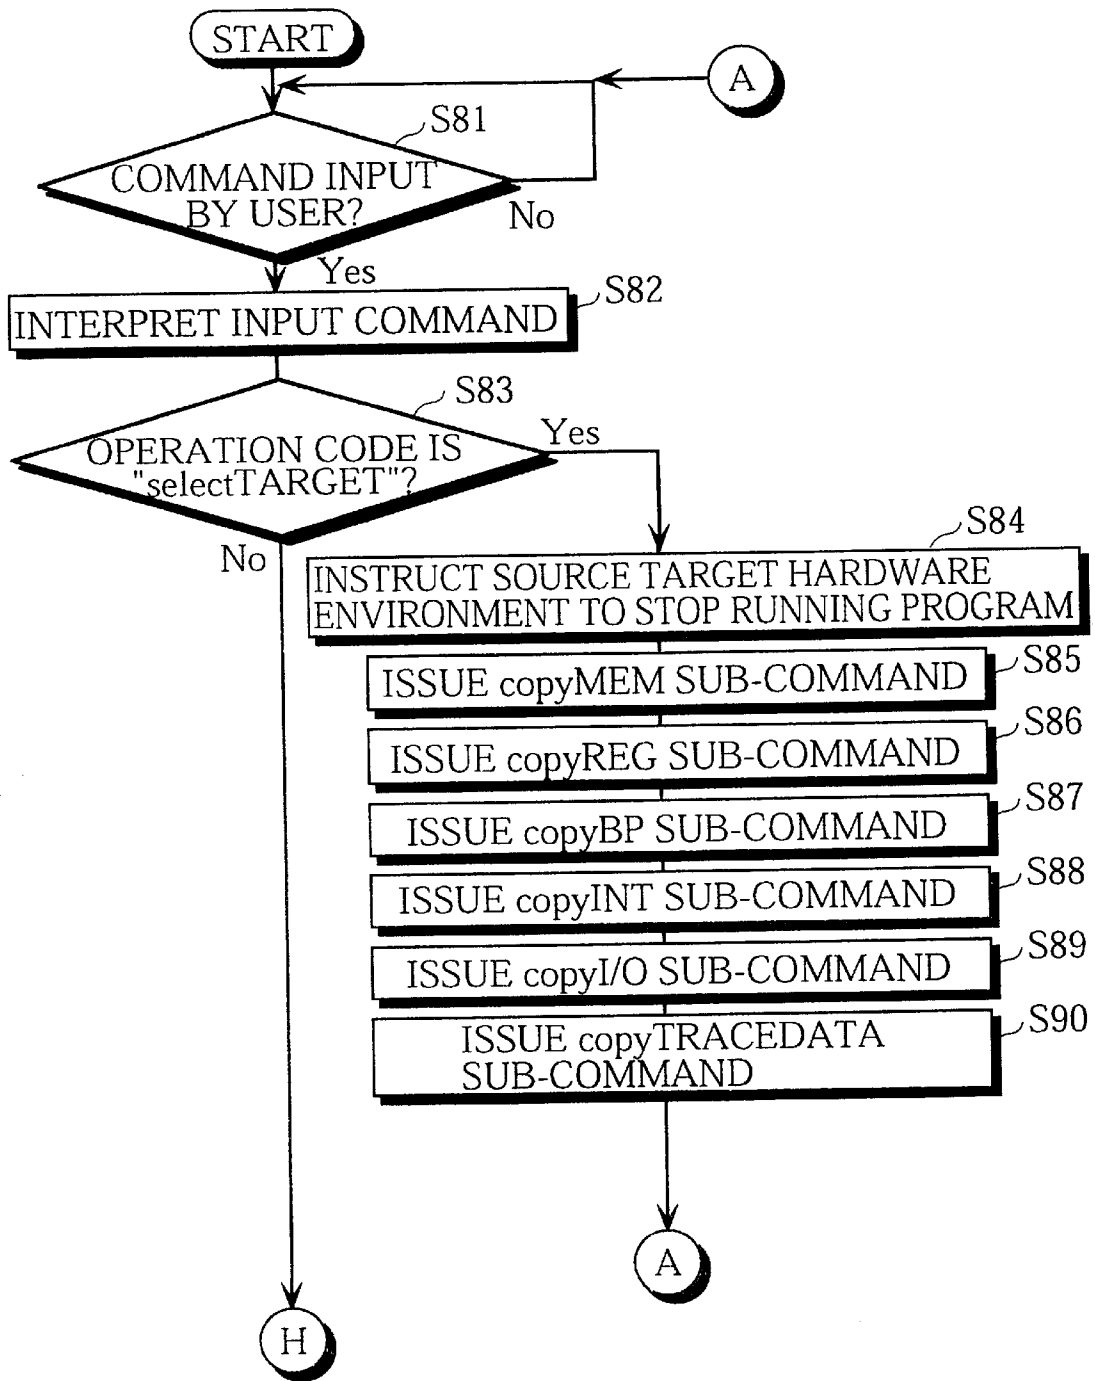 START
A
S81
COMMAND INPUT
BY USER?
No
Yes
S82
INTERPRET INPUT COMMAND
S83
OPERATION CODE IS
"selectTARGET"?
Yes
No
S84
INSTRUCT SOURCE TARGET HARDWARE
ENVIRONMENT TO STOP RUNNING PROGRAM
S85
ISSUE copyMEM SUB-COMMAND
S86
ISSUE copyREG SUB-COMMAND
S87
ISSUE copyBP SUB-COMMAND
S88
ISSUE copyINT SUB-COMMAND
S89
ISSUE copyI/O SUB-COMMAND
S90
ISSUE copyTRACEDATA
SUB-COMMAND
A
H